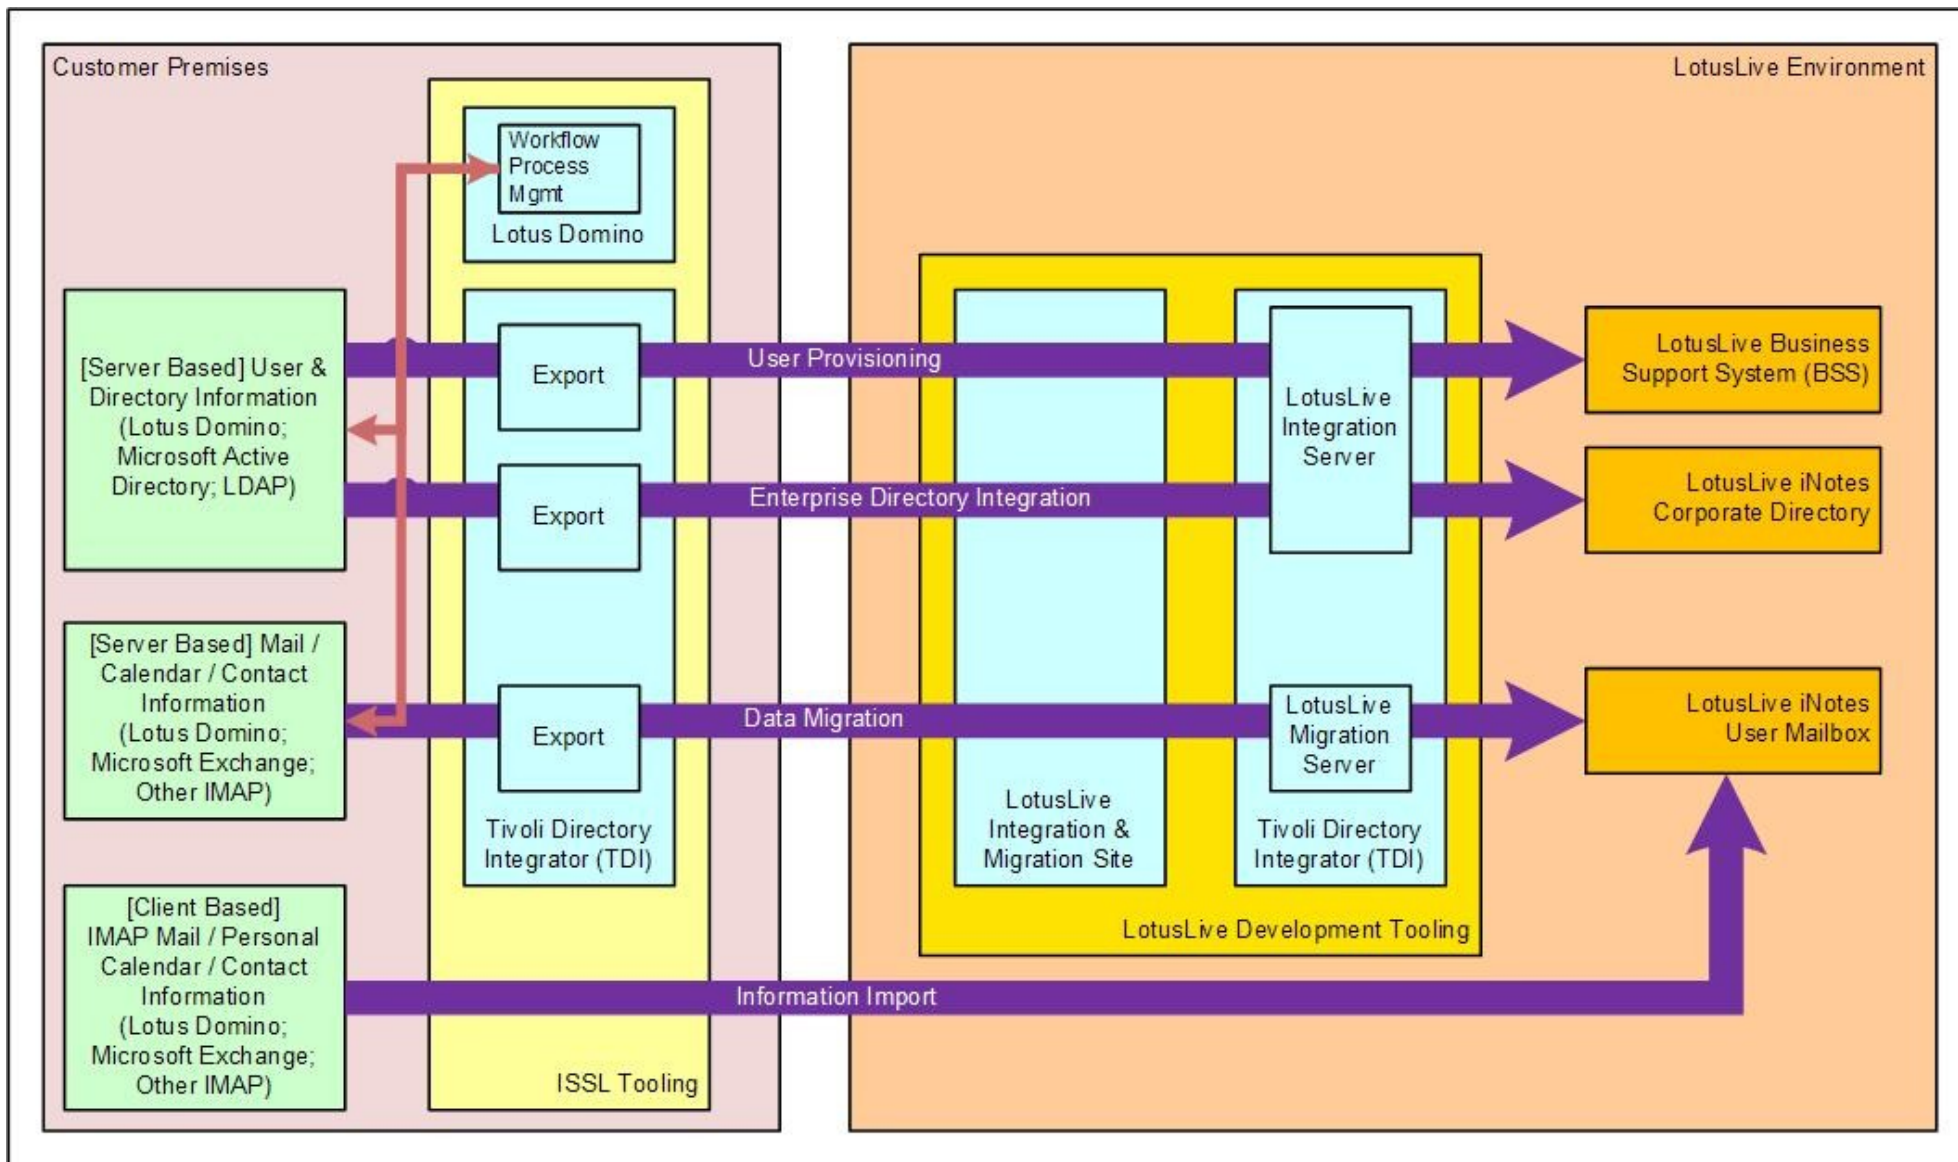 Customer Premises
LotusLive Environment
Workflow
Process
Mgmt
Lotus Domino
[Server Based] User &
Directory Information
(Lotus Domino;
Microsoft Active
Directory; LDAP)
Export
User Provisioning
LotusLive
Integration
Server
LotusLive Business
Support System (BSS)
Export
Enterprise Directory Integration
LotusLive iNotes
Corporate Directory
[Server Based] Mail /
Calendar / Contact
Information
(Lotus Domino;
Microsoft Exchange;
Other IMAP)
Export
Data Migration
LotusLive
Migration
Server
LotusLive iNotes
User Mailbox
Tivoli Directory
Integrator (TDI)
LotusLive
Integration &
Migration Site
Tivoli Directory
Integrator (TDI)
LotusLive Development Tooling
[Client Based]
IMAP Mail / Personal
Calendar / Contact
Information
(Lotus Domino;
Microsoft Exchange;
Other IMAP)
Information Import
ISSL Tooling